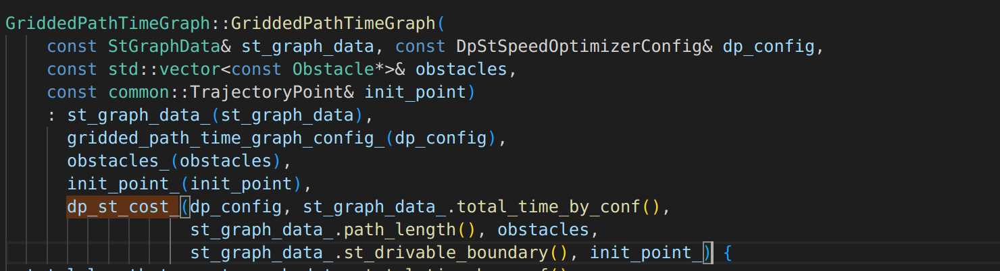 GriddedPathTimeGraph::GriddedPathTimeGraph(
const StGraphData& st_graph_data, const DpStSpeedOptimizerConfig& dp_config,
const std::vector<const Obstacle*>& obstacles,
const common::TrajectoryPoint& init_point)
: st_graph_data_(st_graph_data),
gridded_path_time_graph_config_(dp_config),
obstacles_(obstacles),
init_point_(init_point),
dp_st_cost_(dp_config, st_graph_data_.total_time_by_conf(),
st_graph_data_.path_length(), obstacles,
st_graph_data_.st_drivable_boundary(), init_point_) {